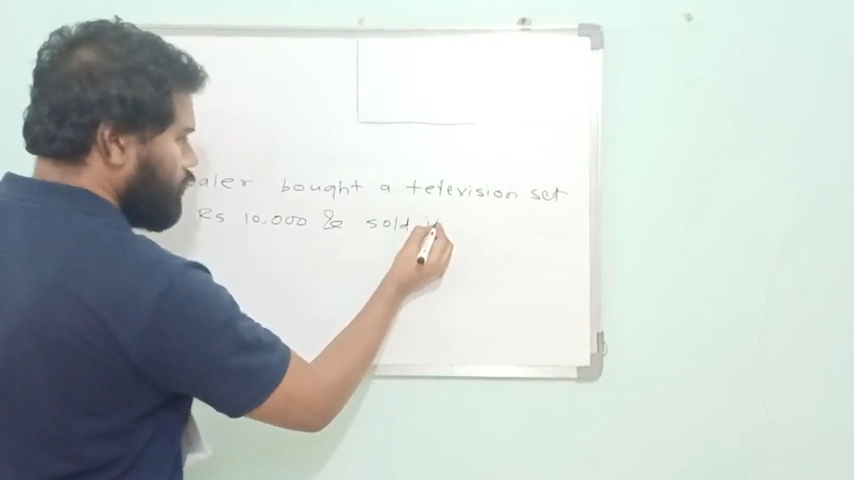 aler bought a television set
Rs. 10,000 & sold